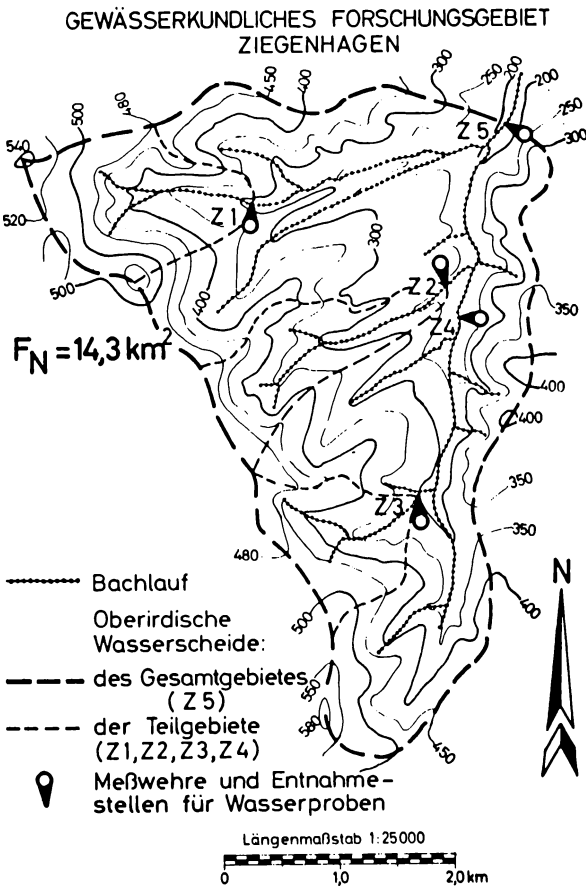 GEWÄSSERKUNDLICHES FORSCHUNGSGEBIET
ZIEGENHAGEN
500
480
450
400
300
250
200
200
250
300
540
520
500
Z 5
Z 1
400
300
Z 2
Z 4
350
400
400
F_N = 14,3 km²
Z 3
350
350
480
500
400
550
580
450
N
Bachlauf
Oberirdische
Wasserscheide:
des Gesamtgebietes
( Z 5 )
der Teilgebiete
(Z1, Z2, Z3, Z4)
Meßwehre und Entnahme-
stellen für Wasserproben
Längenmaßstab 1:25000
0 1,0 2,0 km